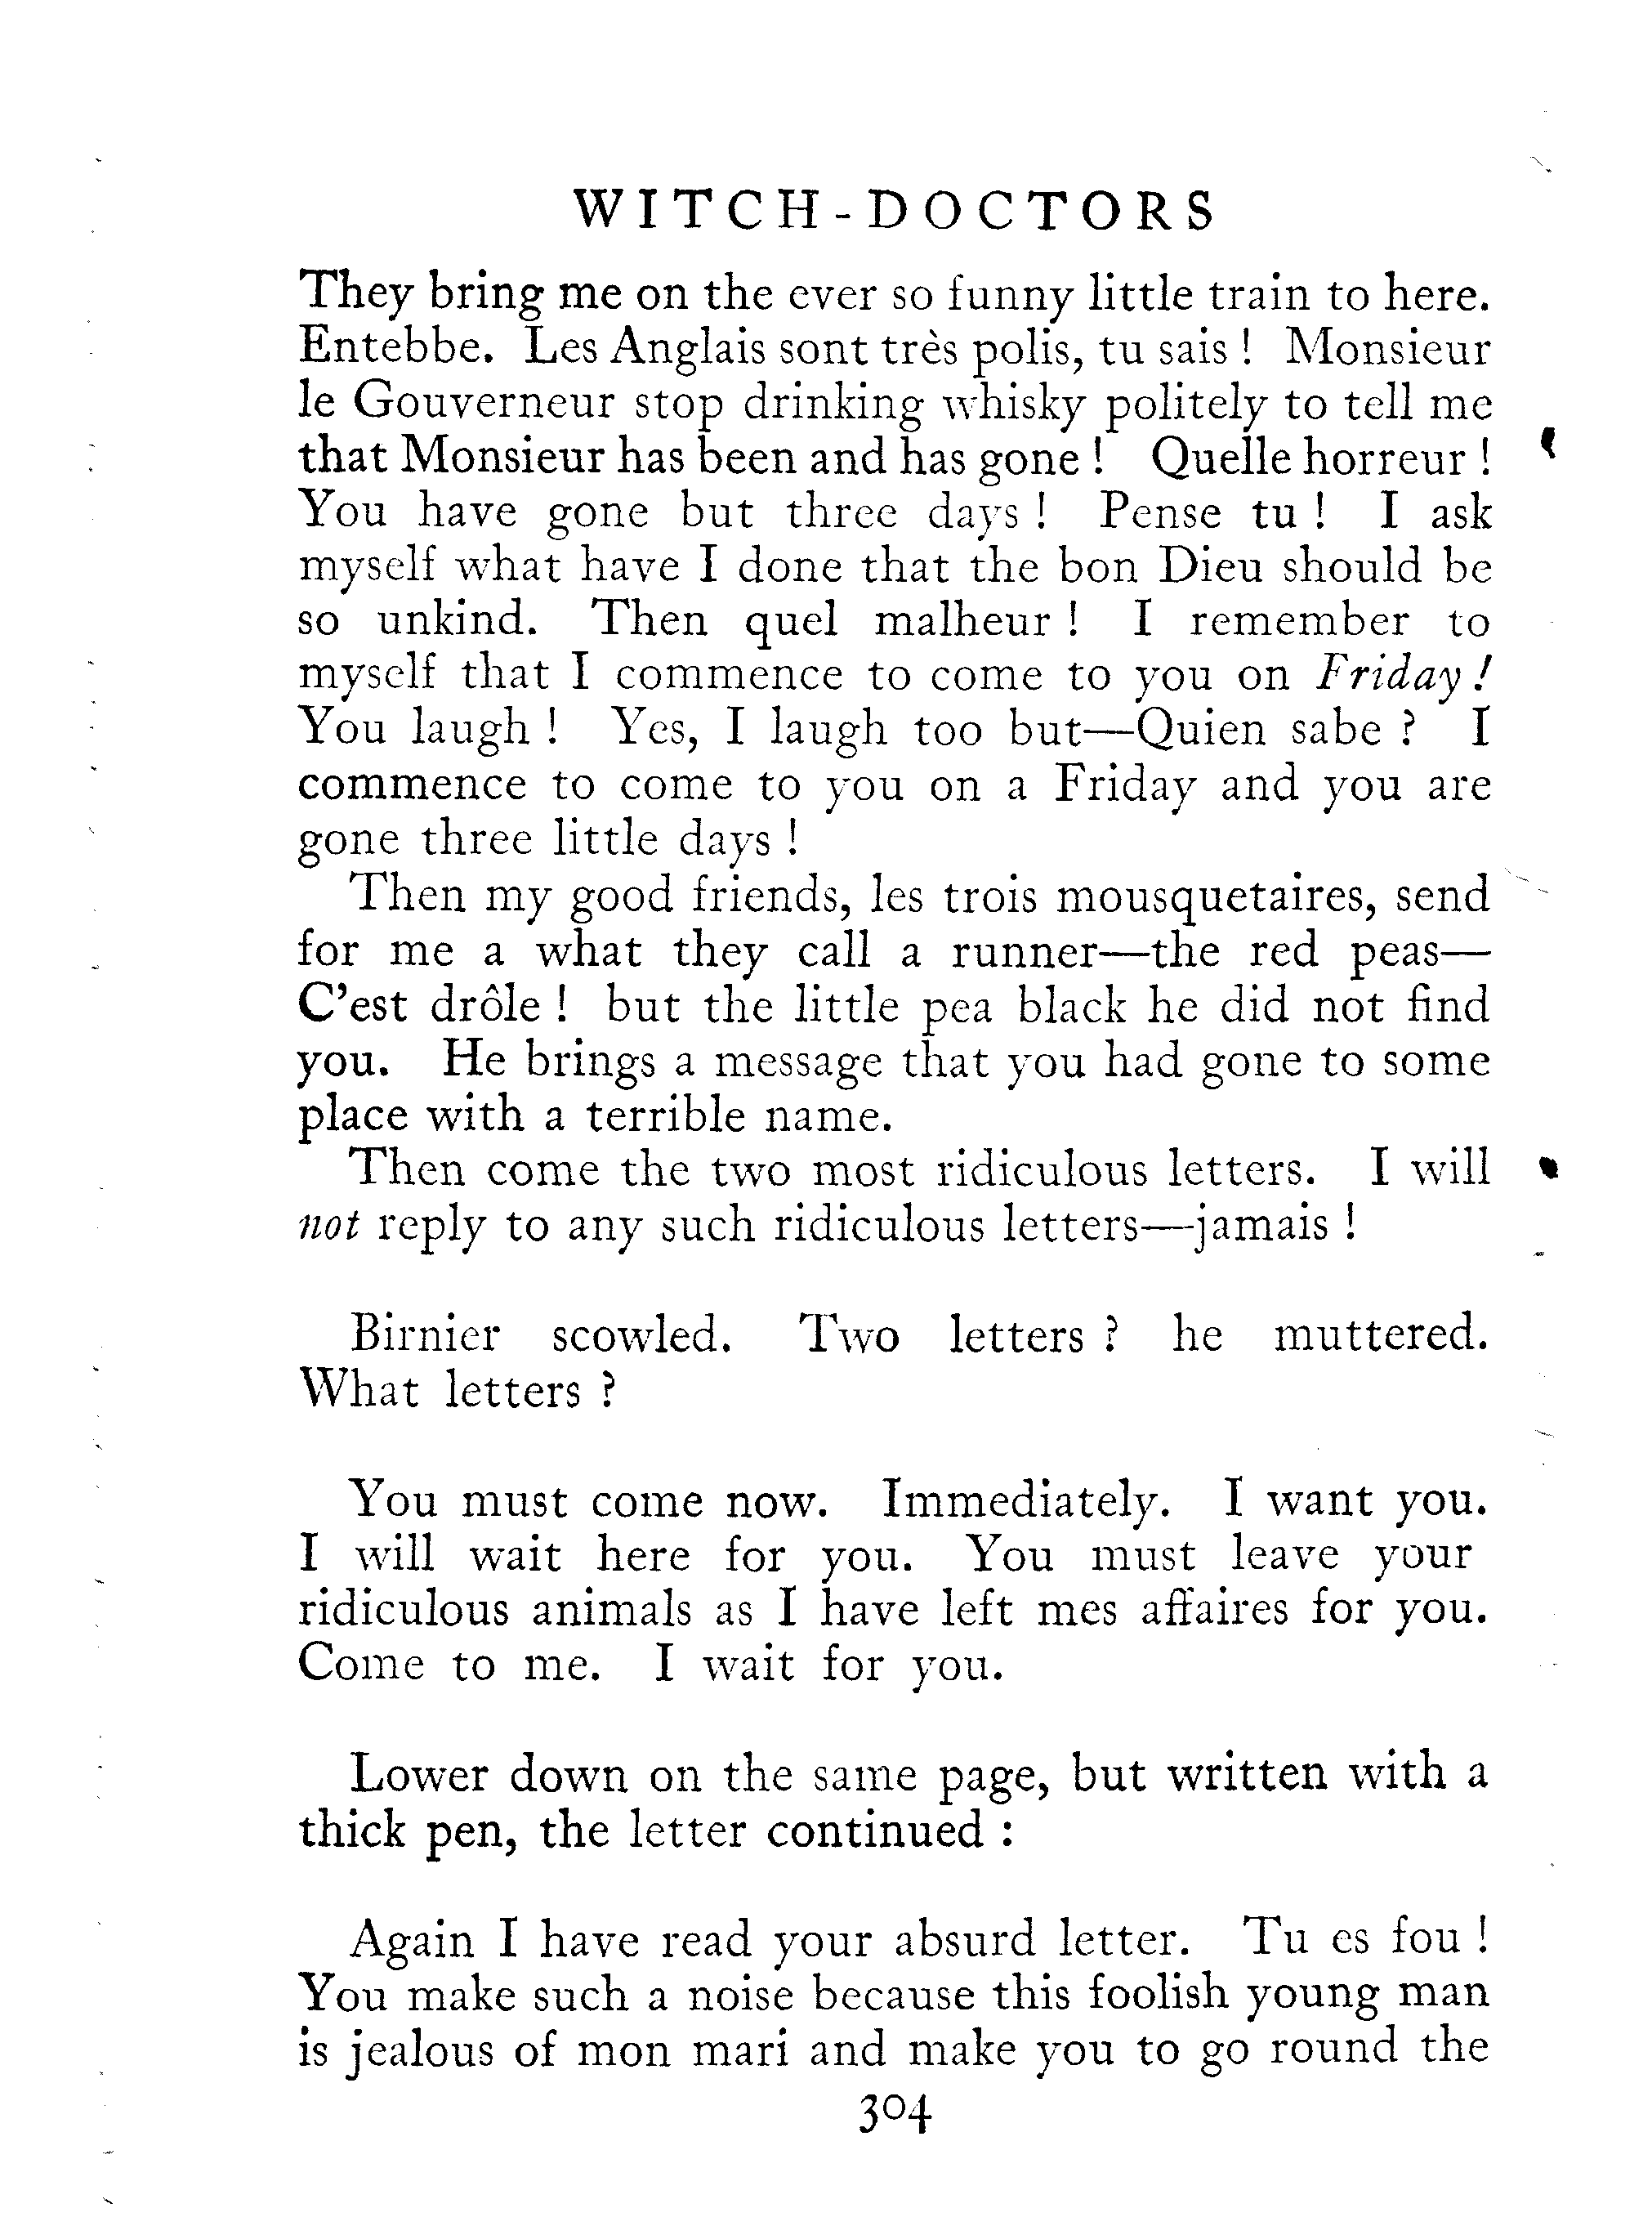 WITCH-DOCTORS
They bring me on the ever so funny little train to here.
Entebbe. Les Anglais sont très polis, tu sais ! Monsieur
le Gouverneur stop drinking whisky politely to tell me
that Monsieur has been and has gone ! Quelle horreur !
You have gone but three days ! Pense tu ! I ask
myself what have I done that the bon Dieu should be
so unkind. Then quel malheur ! I remember to
myself that I commence to come to you on Friday !
You laugh ! Yes, I laugh too but—Quien sabe ? I
commence to come to you on a Friday and you are
gone three little days !
Then my good friends, les trois mousquetaires, send
for me a what they call a runner—the red peas—
C'est drôle ! but the little pea black he did not find
you. He brings a message that you had gone to some
place with a terrible name.
Then come the two most ridiculous letters. I will
not reply to any such ridiculous letters—jamais !
Birnier scowled. Two letters ? he muttered.
What letters ?
You must come now. Immediately. I want you.
I will wait here for you. You must leave your
ridiculous animals as I have left mes affaires for you.
Come to me. I wait for you.
Lower down on the same page, but written with a
thick pen, the letter continued :
Again I have read your absurd letter. Tu es fou !
You make such a noise because this foolish young man
is jealous of mon mari and make you to go round the
304